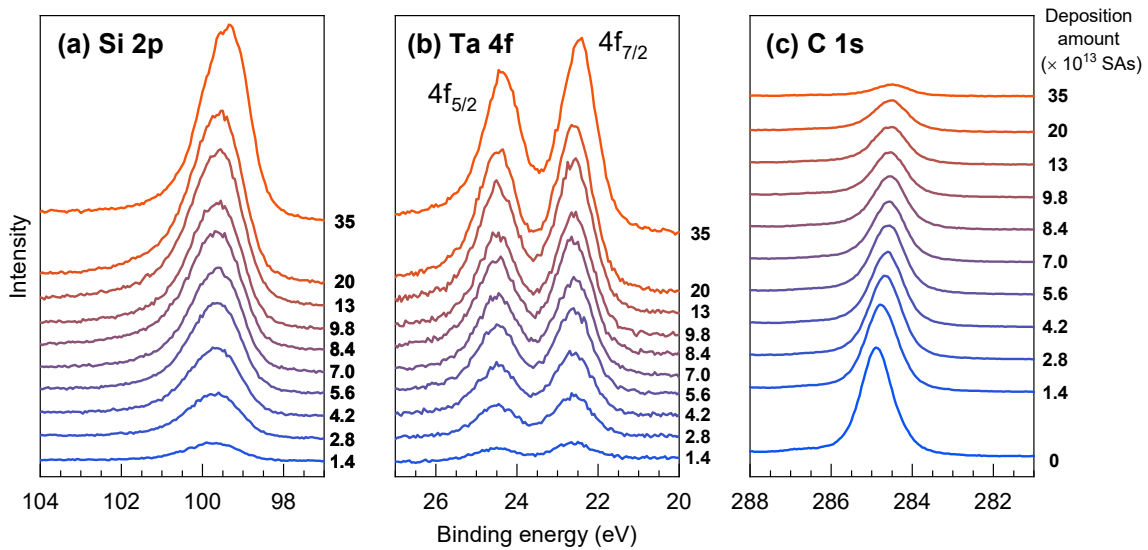 (a) Si 2p
(b) Ta 4f
4f7/2
4f5/2
(c) C 1s
Deposition
amount
(× 10¹³ SAs)
35
20
13
9.8
8.4
7.0
5.6
4.2
2.8
1.4
35
20
13
9.8
8.4
7.0
5.6
4.2
2.8
1.4
35
20
13
9.8
8.4
7.0
5.6
4.2
2.8
1.4
0
Intensity
104 102 100 98
26 24 22 20
288 286 284 282
Binding energy (eV)